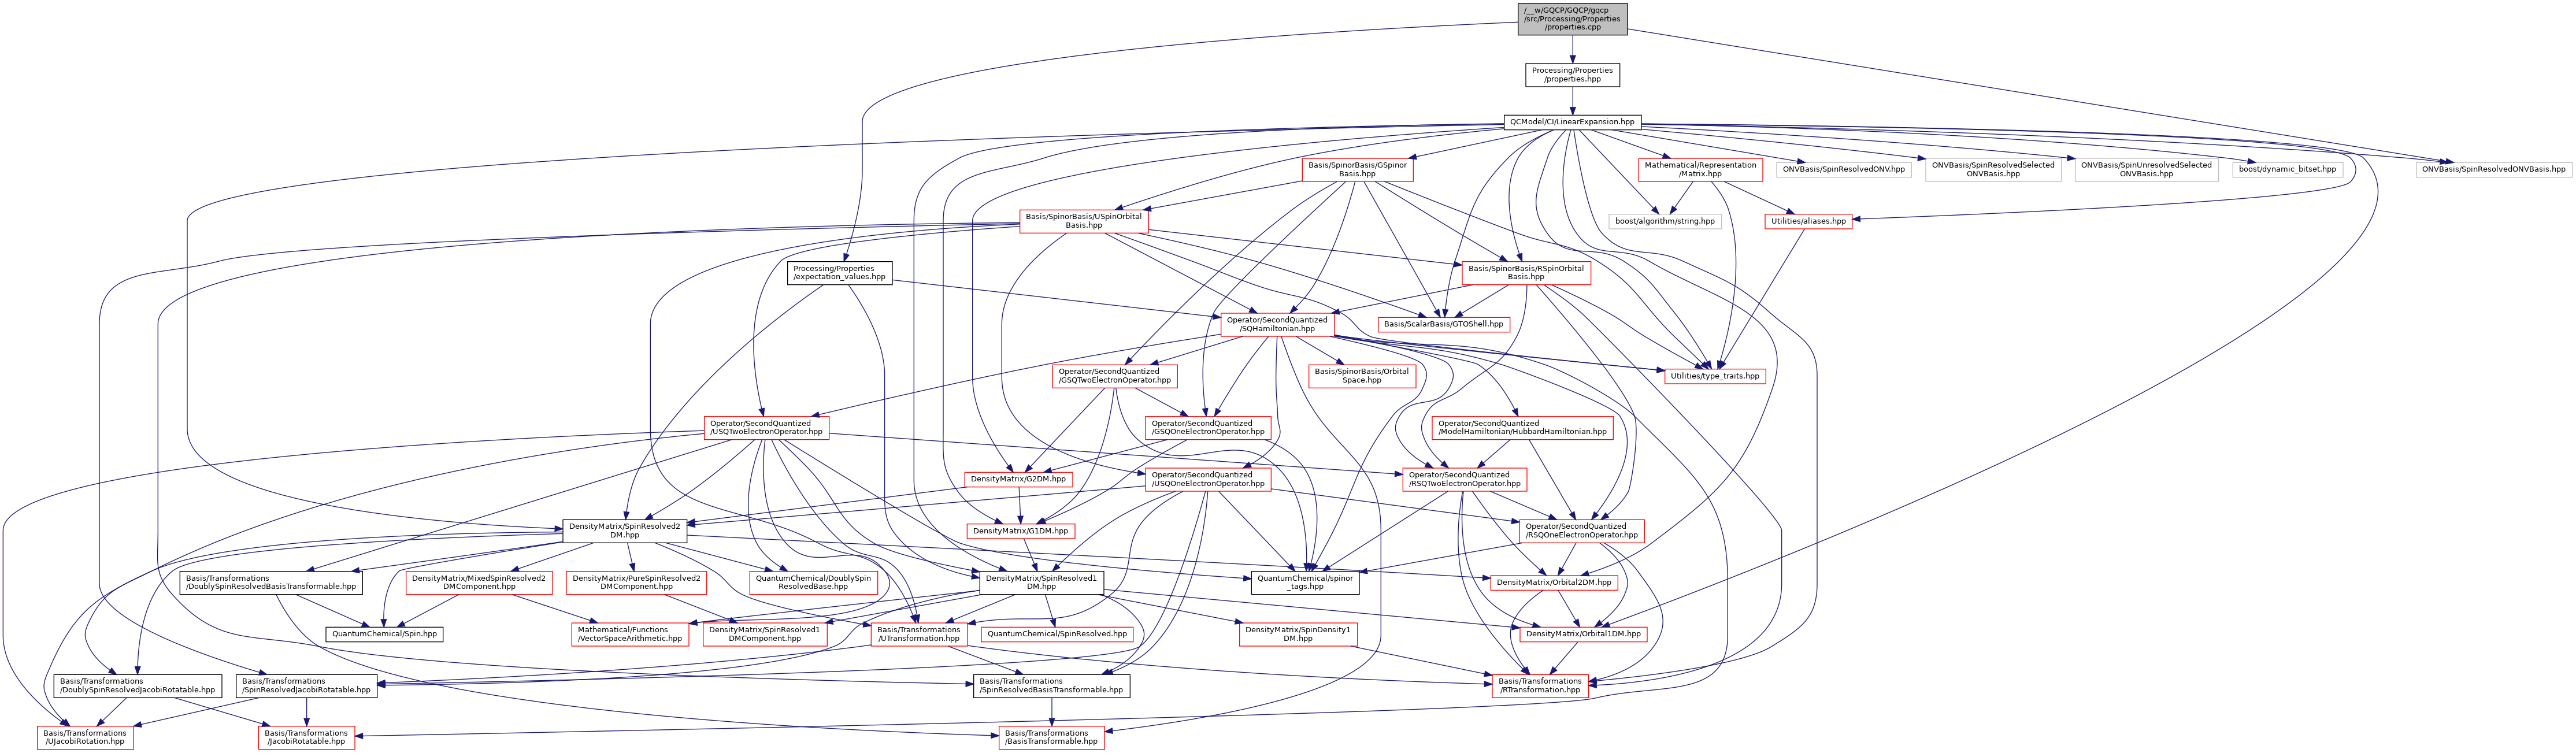 /__w/GQCP/GQCP/gqcp
/src/Processing/Properties
/properties.cpp
Processing/Properties
/properties.hpp
QCModel/CI/LinearExpansion.hpp
Basis/SpinorBasis/GSpinor
Basis.hpp
Mathematical/Representation
/Matrix.hpp
ONVBasis/SpinResolvedONV.hpp
ONVBasis/SpinResolvedSelected
ONVBasis.hpp
ONVBasis/SpinUnresolvedSelected
ONVBasis.hpp
boost/dynamic_bitset.hpp
ONVBasis/SpinResolvedONVBasis.hpp
Basis/SpinorBasis/USpinOrbital
Basis.hpp
boost/algorithm/string.hpp
Utilities/aliases.hpp
Processing/Properties
/expectation_values.hpp
Basis/SpinorBasis/RSpinOrbital
Basis.hpp
Operator/SecondQuantized
/SQHamiltonian.hpp
Basis/ScalarBasis/GTOShell.hpp
Operator/SecondQuantized
/GSQTwoElectronOperator.hpp
Basis/SpinorBasis/Orbital
Space.hpp
Utilities/type_traits.hpp
Operator/SecondQuantized
/USQTwoElectronOperator.hpp
Operator/SecondQuantized
/GSQOneElectronOperator.hpp
Operator/SecondQuantized
/ModelHamiltonian/HubbardHamiltonian.hpp
DensityMatrix/G2DM.hpp
Operator/SecondQuantized
/USQOneElectronOperator.hpp
Operator/SecondQuantized
/RSQTwoElectronOperator.hpp
DensityMatrix/SpinResolved2
DM.hpp
DensityMatrix/G1DM.hpp
Operator/SecondQuantized
/RSQOneElectronOperator.hpp
Basis/Transformations
/DoublySpinResolvedBasisTransformable.hpp
DensityMatrix/MixedSpinResolved2
DMComponent.hpp
DensityMatrix/PureSpinResolved2
DMComponent.hpp
QuantumChemical/DoublySpin
ResolvedBase.hpp
DensityMatrix/SpinResolved1
DM.hpp
QuantumChemical/spinor
_tags.hpp
DensityMatrix/Orbital2DM.hpp
QuantumChemical/Spin.hpp
Mathematical/Functions
/VectorSpaceArithmetic.hpp
DensityMatrix/SpinResolved1
DMComponent.hpp
Basis/Transformations
/UTransformation.hpp
QuantumChemical/SpinResolved.hpp
DensityMatrix/SpinDensity1
DM.hpp
DensityMatrix/Orbital1DM.hpp
Basis/Transformations
/DoublySpinResolvedJacobiRotatable.hpp
Basis/Transformations
/SpinResolvedJacobiRotatable.hpp
Basis/Transformations
/SpinResolvedBasisTransformable.hpp
Basis/Transformations
/RTransformation.hpp
Basis/Transformations
/UJacobiRotation.hpp
Basis/Transformations
/JacobiRotatable.hpp
Basis/Transformations
/BasisTransformable.hpp